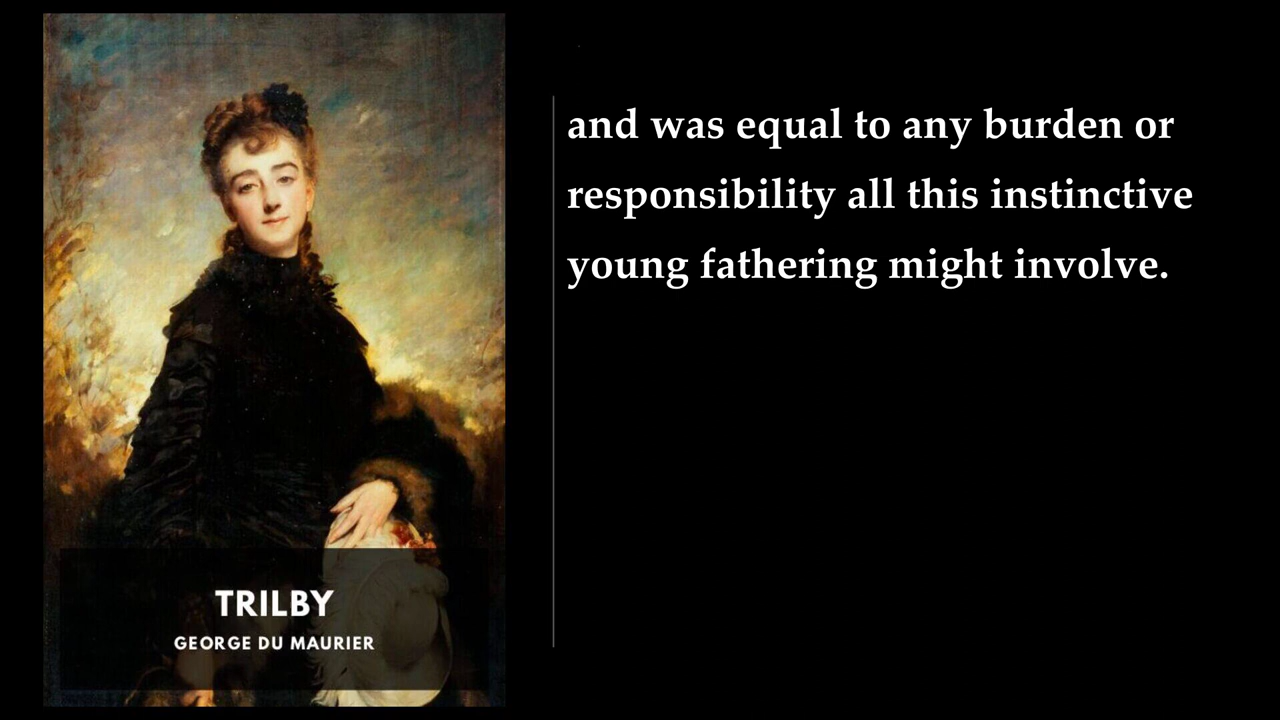 TRILBY
GEORGE DU MAURIER
and was equal to any burden or
responsibility all this instinctive
young fathering might involve.